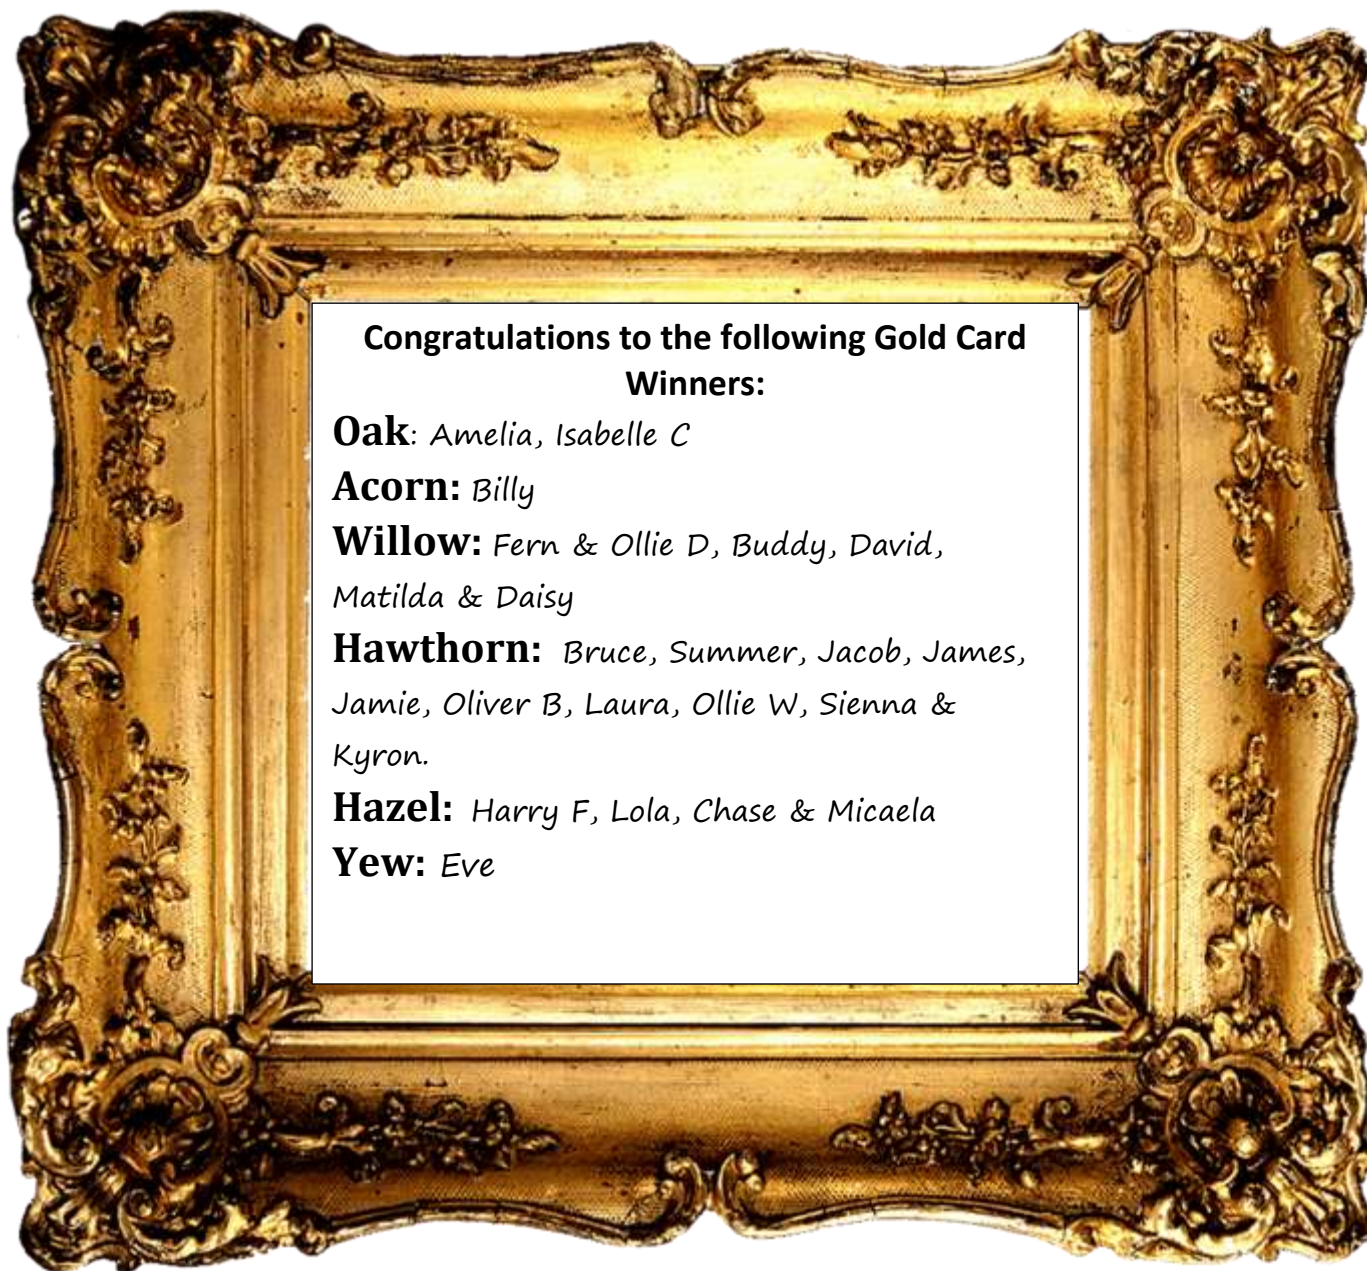 Congratulations to the following Gold Card
Winners:
Oak: Amelia, Isabelle C
Acorn: Billy
Willow: Fern & Ollie D, Buddy, David,
Matilda & Daisy
Hawthorn: Bruce, Summer, Jacob, James,
Jamie, Oliver B, Laura, Ollie W, Sienna &
Kyron.
Hazel: Harry F, Lola, Chase & Micaela
Yew: Eve